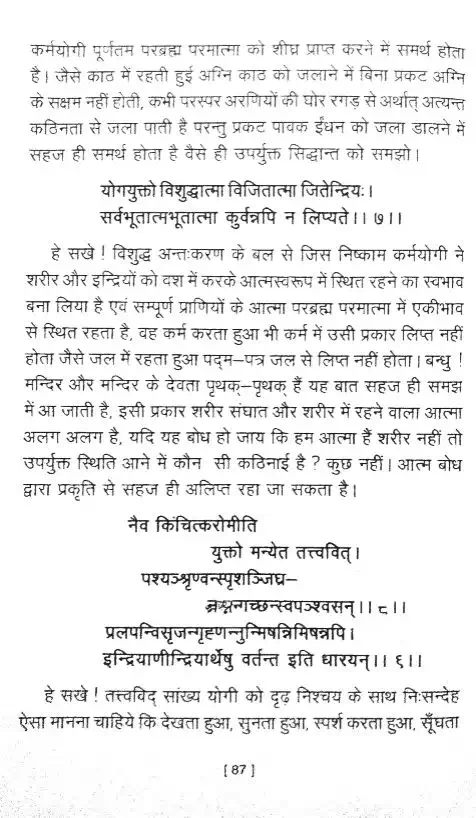 कर्मयोगी पूर्णतम परब्रह्म परमात्मा को शीघ्र प्राप्त करने में समर्थ होता
है। जैसे काठ में रहती हुई अग्नि काठ को जलाने में बिना प्रकट अग्नि
के सक्षम नहीं होती, कभी परस्पर अरणियों की घोर रगड़ से अर्थात् अत्यन्त
कठिनता से जला पाती है परन्तु प्रकट पावक ईंधन को जला डालने में
सहज ही समर्थ होता है वैसे ही उपर्युक्त सिद्धान्त को समझो।
योगयुक्तो विशुद्धात्मा विजितात्मा जितेन्द्रियः।
सर्वभूतात्मभूतात्मा कुर्वन्नपि न लिप्यते।। ७।।
हे सखे ! विशुद्ध अन्तःकरण के बल से जिस निष्काम कर्मयोगी ने
शरीर और इन्द्रियों को वश में करके आत्मस्वरूप में स्थित रहने का स्वभाव
बना लिया है एवं सम्पूर्ण प्राणियों के आत्मा परब्रह्म परमात्मा में एकीभाव
से स्थित रहता है, वह कर्म करता हुआ भी कर्म में उसी प्रकार लिप्त नहीं
होता जैसे जल में रहता हुआ पद्म–पत्र जल से लिप्त नहीं होता। बन्धु !
मन्दिर और मन्दिर के देवता पृथक्–पृथक् हैं यह बात सहज ही समझ
में आ जाती है, इसी प्रकार शरीर संघात और शरीर में रहने वाला आत्मा
अलग अलग है, यदि यह बोध हो जाय कि हम आत्मा हैं शरीर नहीं तो
उपर्युक्त स्थिति आने में कौन सी कठिनाई है ? कुछ नहीं। आत्म बोध
द्वारा प्रकृति से सहज ही अलिप्त रहा जा सकता है।
नैव किंचित्करोमीति
युक्तो मन्येत तत्त्ववित्।
पश्यञ्श्रृण्वन्स्पृशञ्जिघ्र–
न्नश्नन्गच्छन्स्वपञ्श्वसन्।। ८।।
प्रलपन्विसृजन्गृह्णन्नुन्मिषन्निमिषन्नपि।
इन्द्रियाणीन्द्रियार्थेषु वर्तन्त इति धारयन्।। ६।।
हे सखे ! तत्त्वविद् सांख्य योगी को दृढ़ निश्चय के साथ निःसन्देह
ऐसा मानना चाहिये कि देखता हुआ, सुनता हुआ, स्पर्श करता हुआ, सूँघता
[ 87 ]